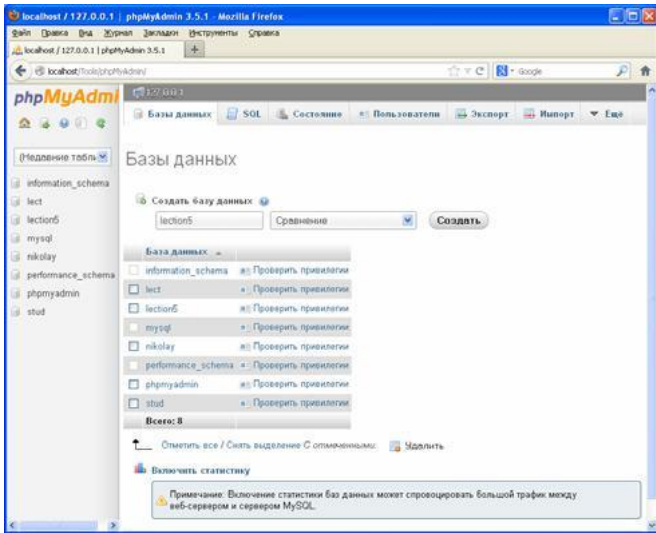 localhost / 127.0.0.1 | phpMyAdmin 3.5.1 - Mozilla Firefox
Файл Правка Вид Журнал Закладки Инструменты Справка
localhost / 127.0.0.1 | phpMyAdmin 3.5.1 +
localhost/Tools/phpMyAdmin/ Google
phpMyAdmi
127.0.0.1
Базы данных SQL Состояние Пользователи Экспорт Импорт Ещё
(Недавние табль
information_schema
lect
lection5
mysql
nikolay
performance_schema
phpmyadmin
stud
Базы данных
Создать базу данных
lection5 Сравнение Создать
База данных
information_schema Проверить привилегии
lect Проверить привилегии
lection5 Проверить привилегии
mysql Проверить привилегии
nikolay Проверить привилегии
performance_schema Проверить привилегии
phpmyadmin Проверить привилегии
stud Проверить привилегии
Всего: 8
Отметить все / Снять выделение С отмеченными: Удалить
Включить статистику
Примечание: Включение статистики баз данных может спровоцировать большой трафик между
веб-сервером и сервером MySQL.